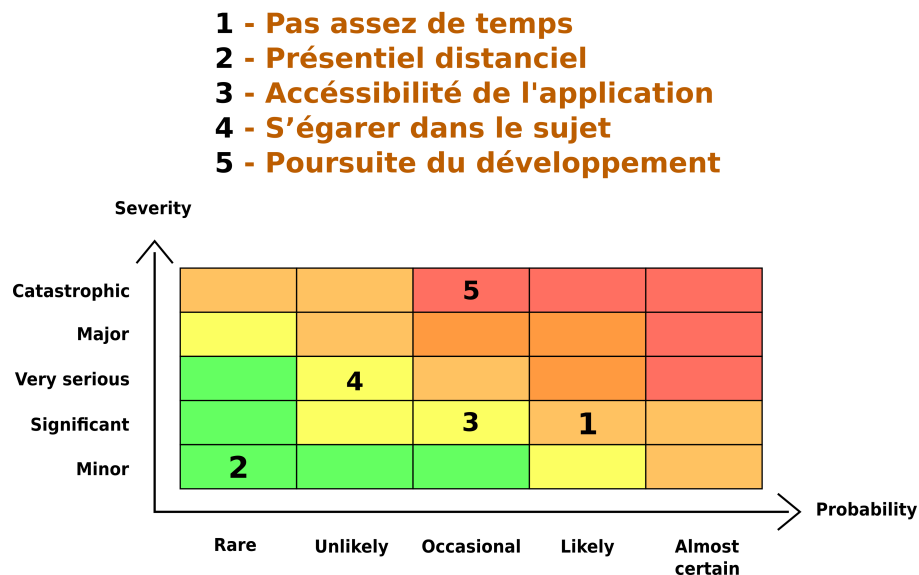 1 - Pas assez de temps
2 - Présentiel distanciel
3 - Accéssibilité de l'application
4 - S’égarer dans le sujet
5 - Poursuite du développement
Severity
Catastrophic
5
Major
Very serious
4
Significant
3
1
Minor
2
Probability
Rare
Unlikely
Occasional
Likely
Almost
certain